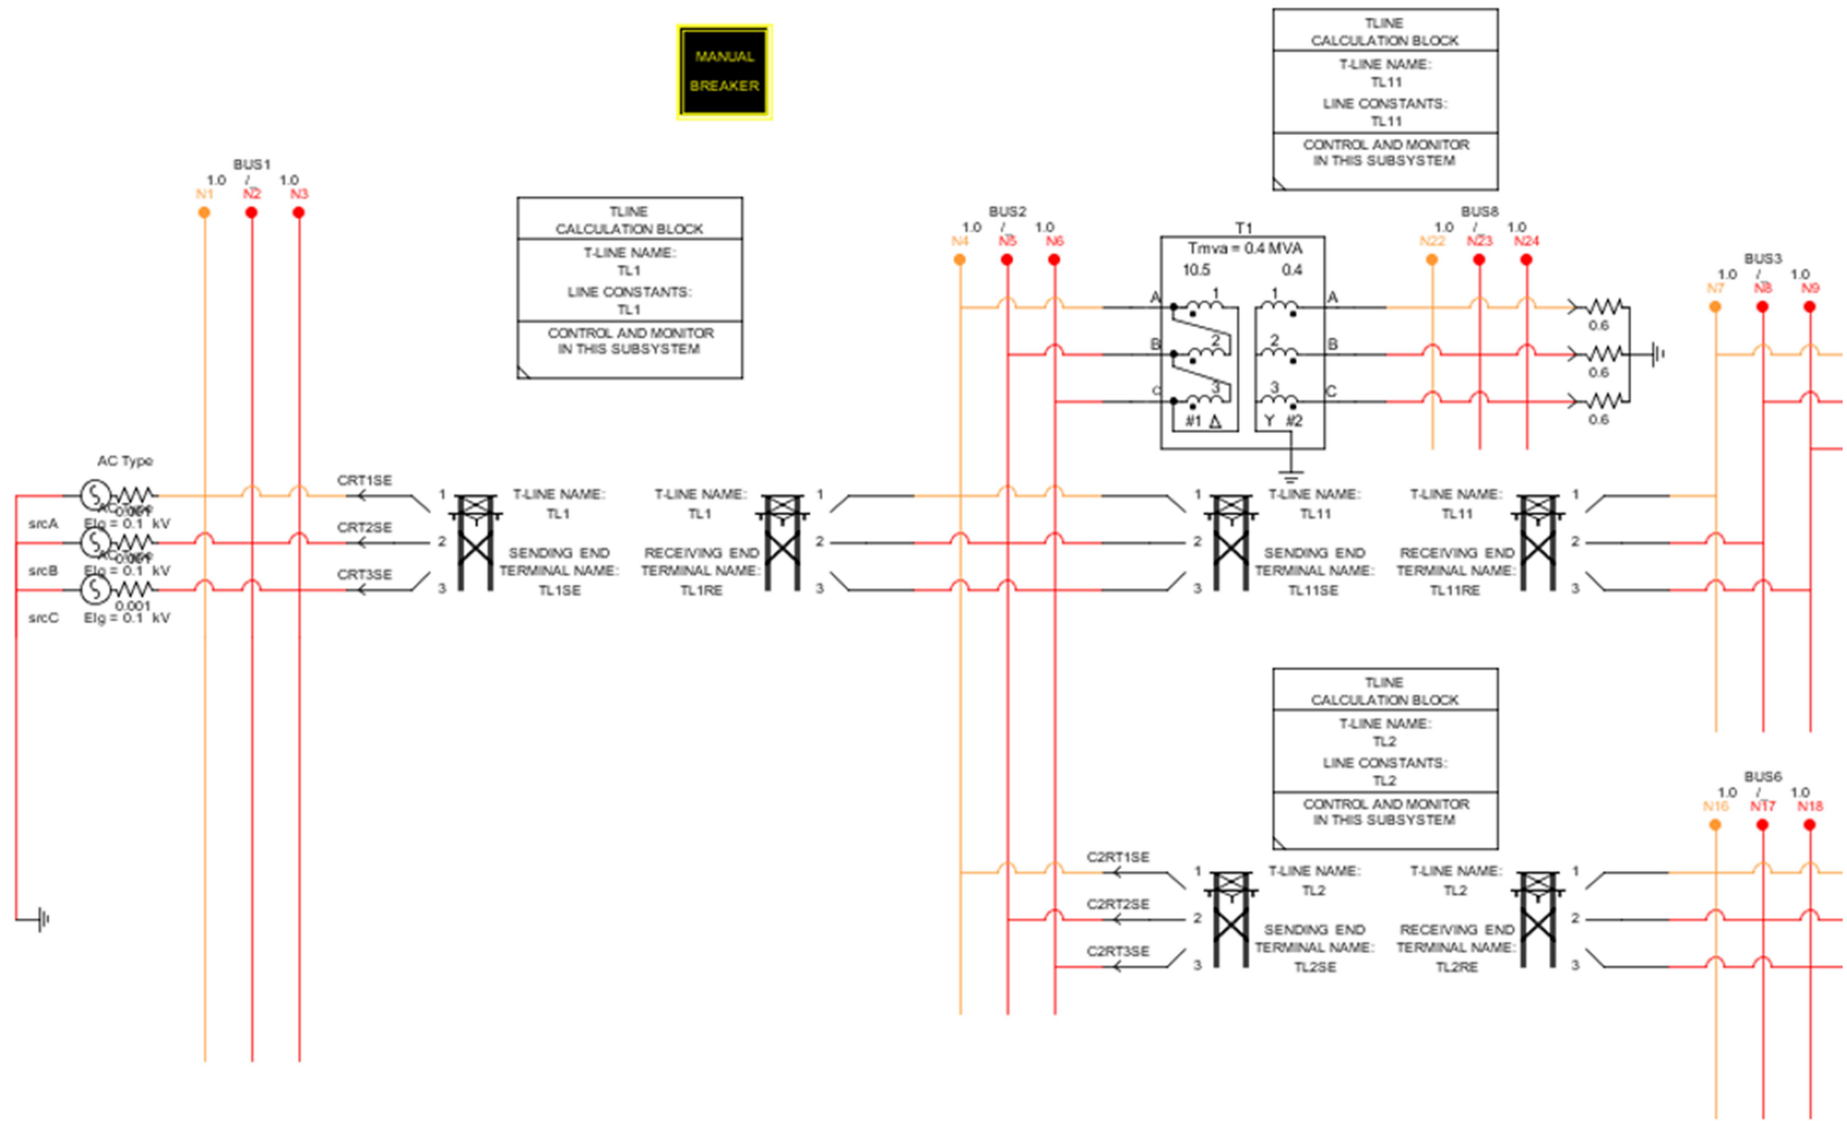 MANUAL
BREAKER
TLINE
CALCULATION BLOCK
T-LINE NAME:
TL11
LINE CONSTANTS:
TL11
CONTROL AND MONITOR
IN THIS SUBSYSTEM
BUS1
1.0 /_ 1.0
N1 N2 N3
TLINE
CALCULATION BLOCK
T-LINE NAME:
TL1
LINE CONSTANTS:
TL1
CONTROL AND MONITOR
IN THIS SUBSYSTEM
BUS2
1.0 /_ 1.0
N4 N5 N6
T1
Tmva = 0.4 MVA
10.5 0.4
A 1 1 A
B 2 2 B
C 3 3 C
#1 Δ Y #2
BUS8
1.0 /_ 1.0
N22 N23 N24
0.6
0.6
0.6
BUS3
1.0 /_ 1.0
N7 N8 N9
AC Type
srcA Elg = 0.1 kV
srcB Elg = 0.1 kV
0.001
srcC Elg = 0.1 kV
CRT1SE
CRT2SE
CRT3SE
1
2
3
T-LINE NAME:
TL1
SENDING END
TERMINAL NAME:
TL1SE
T-LINE NAME:
TL1
RECEIVING END
TERMINAL NAME:
TL1RE
1
2
3
1
2
3
T-LINE NAME:
TL11
SENDING END
TERMINAL NAME:
TL11SE
T-LINE NAME:
TL11
RECEIVING END
TERMINAL NAME:
TL11RE
1
2
3
TLINE
CALCULATION BLOCK
T-LINE NAME:
TL2
LINE CONSTANTS:
TL2
CONTROL AND MONITOR
IN THIS SUBSYSTEM
BUS6
1.0 /_ 1.0
N16 N17 N18
C2RT1SE
C2RT2SE
C2RT3SE
1
2
3
T-LINE NAME:
TL2
SENDING END
TERMINAL NAME:
TL2SE
T-LINE NAME:
TL2
RECEIVING END
TERMINAL NAME:
TL2RE
1
2
3